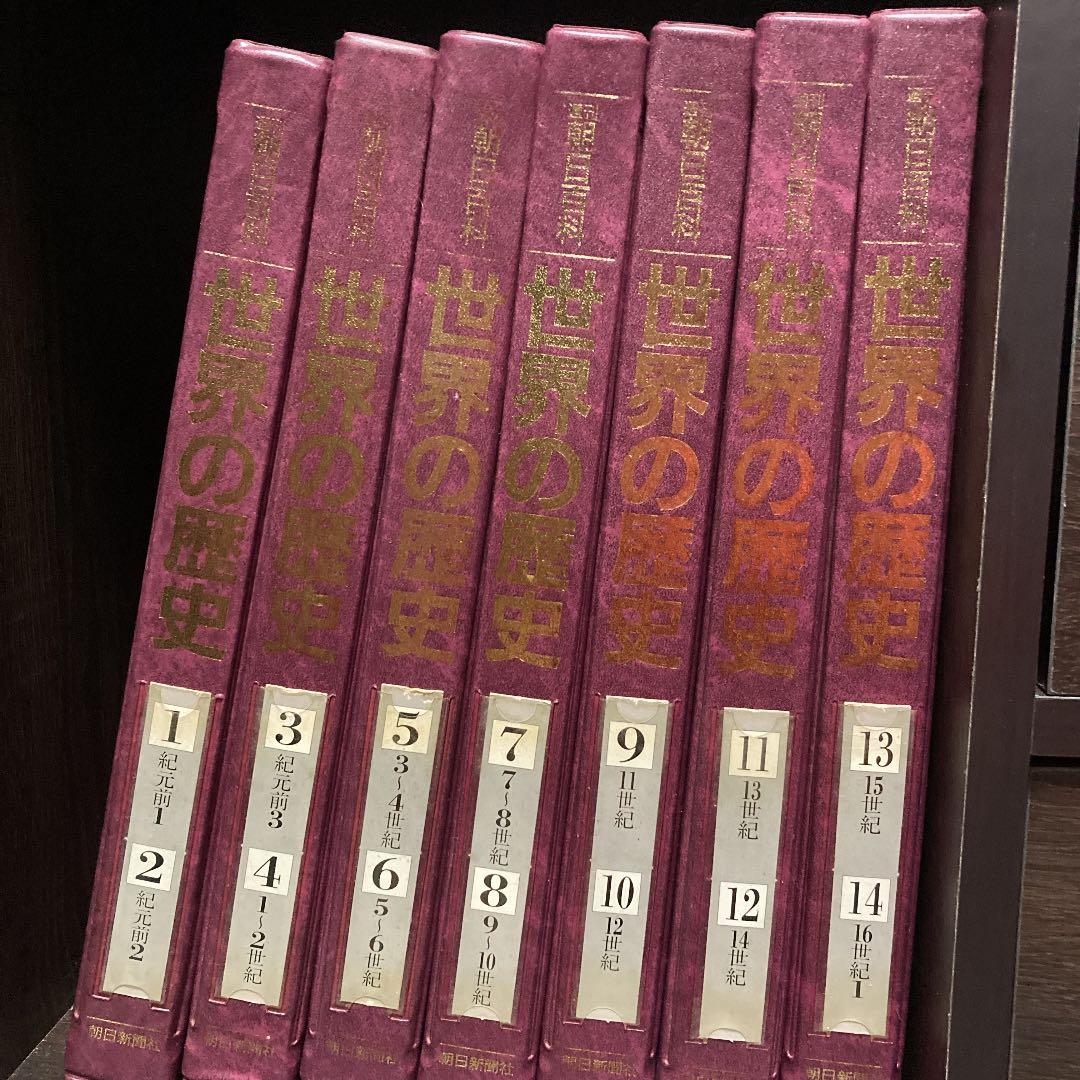 週刊朝日百科
世界の歴史
1
紀元前1
2
紀元前2
朝日新聞社
週刊朝日百科
世界の歴史
3
紀元前3
4
1〜2世紀
朝日新聞社
週刊朝日百科
世界の歴史
5
3〜4世紀
6
5〜6世紀
朝日新聞社
週刊朝日百科
世界の歴史
7
7〜8世紀
8
9〜10世紀
朝日新聞社
週刊朝日百科
世界の歴史
9
11世紀
10
12世紀
朝日新聞社
週刊朝日百科
世界の歴史
11
13世紀
12
14世紀
朝日新聞社
週刊朝日百科
世界の歴史
13
15世紀
14
16世紀1
朝日新聞社